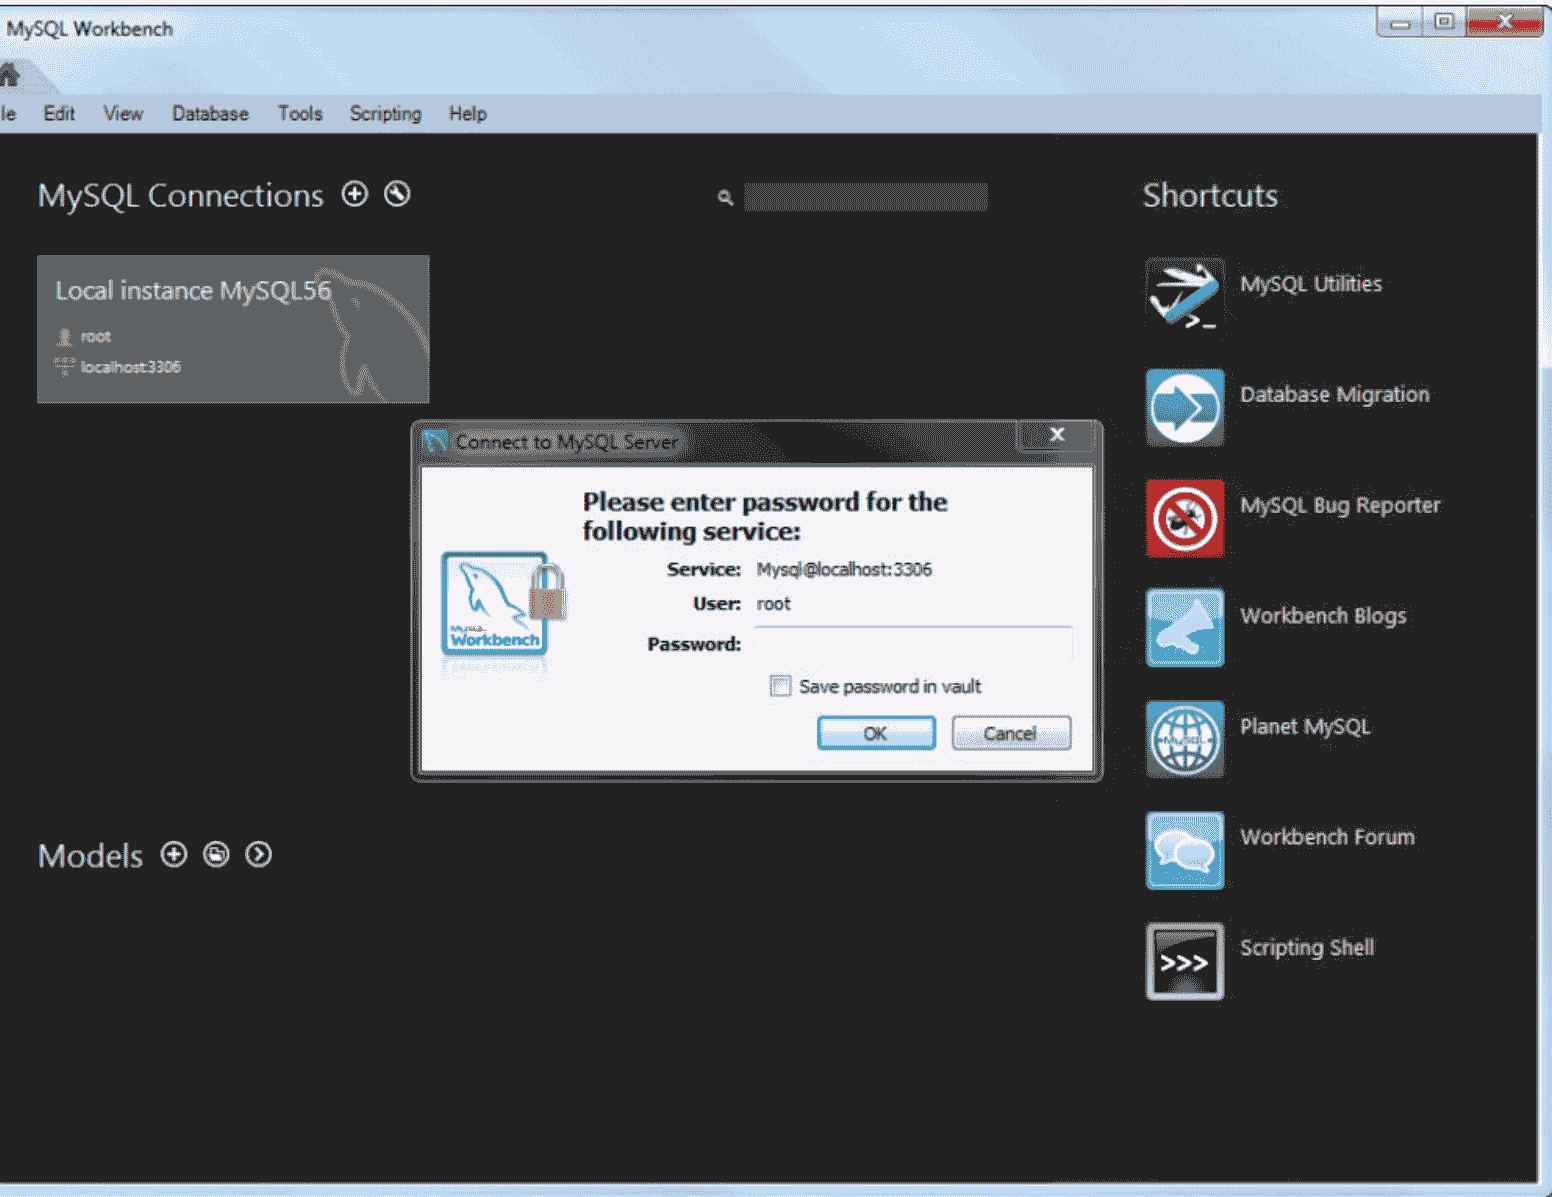 MySQL Workbench
le Edit View Database Tools Scripting Help
MySQL Connections
Shortcuts
Local instance MySQL56
root
localhost:3306
MySQL Utilities
Database Migration
MySQL Bug Reporter
Workbench Blogs
Planet MySQL
MySQL
Workbench Forum
Scripting Shell
>_
>>>
Connect to MySQL Server
Please enter password for the
following service:
Service: Mysql@localhost:3306
User: root
Password:
MySQL
Workbench
Save password in vault
OK Cancel
Models